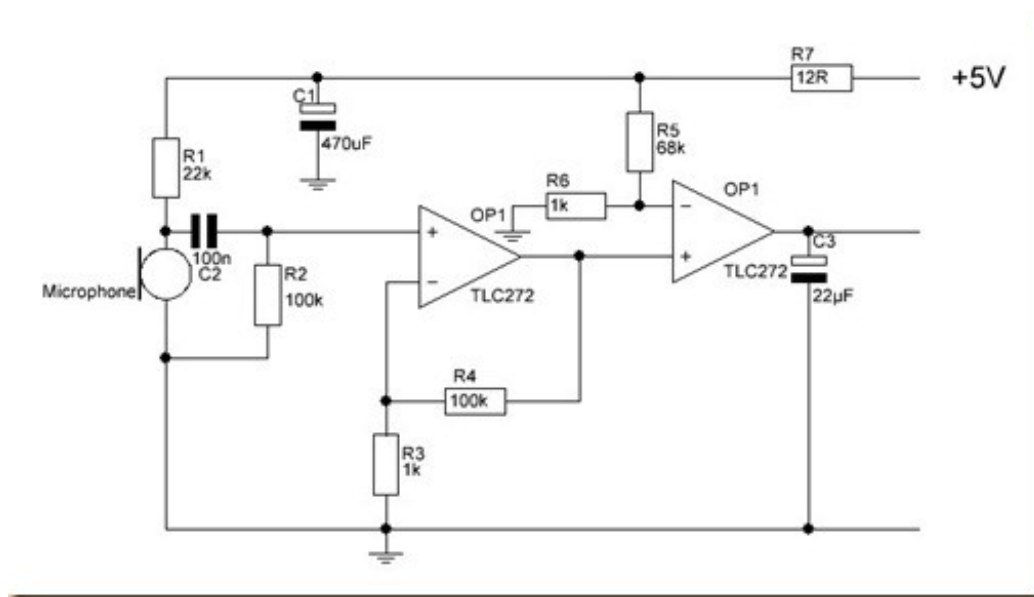 R7
12R
+5V
C1
470uF
R1
22k
R5
68k
R6
1k
OP1
OP1
100n
C2
C3
TLC272
22µF
Microphone
R2
100k
TLC272
R4
100k
R3
1k
+
−
−
+